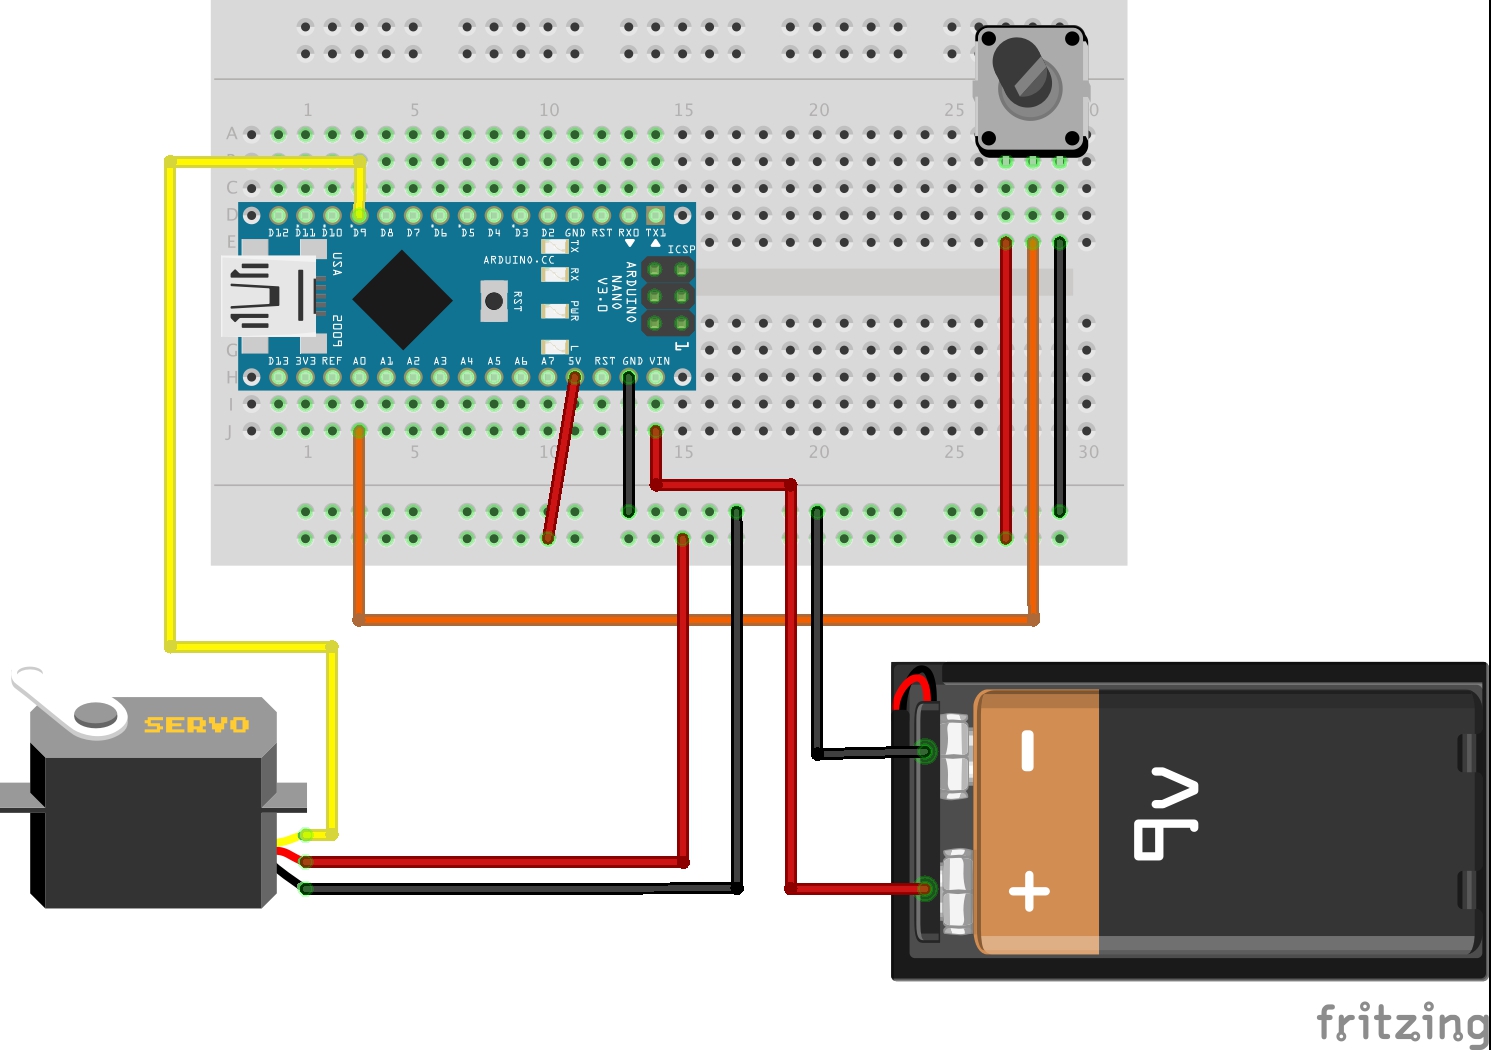 1 5 10 15 20 25 30
A
C
D
E
G
H
I
J
D12 D11 D10 D9 D8 D7 D6 D5 D4 D3 D2 GND RST RX0 TX1
TX
RX
PWR
L
ARDUINO.CC
ICSP
1
USA
2009
RST
ARDUINO
NANO
V3.0
D13 3V3 REF A0 A1 A2 A3 A4 A5 A6 A7 5V RST GND VIN
1 5 10 15 20 25 30
SERVO
-
+
9V
fritzing